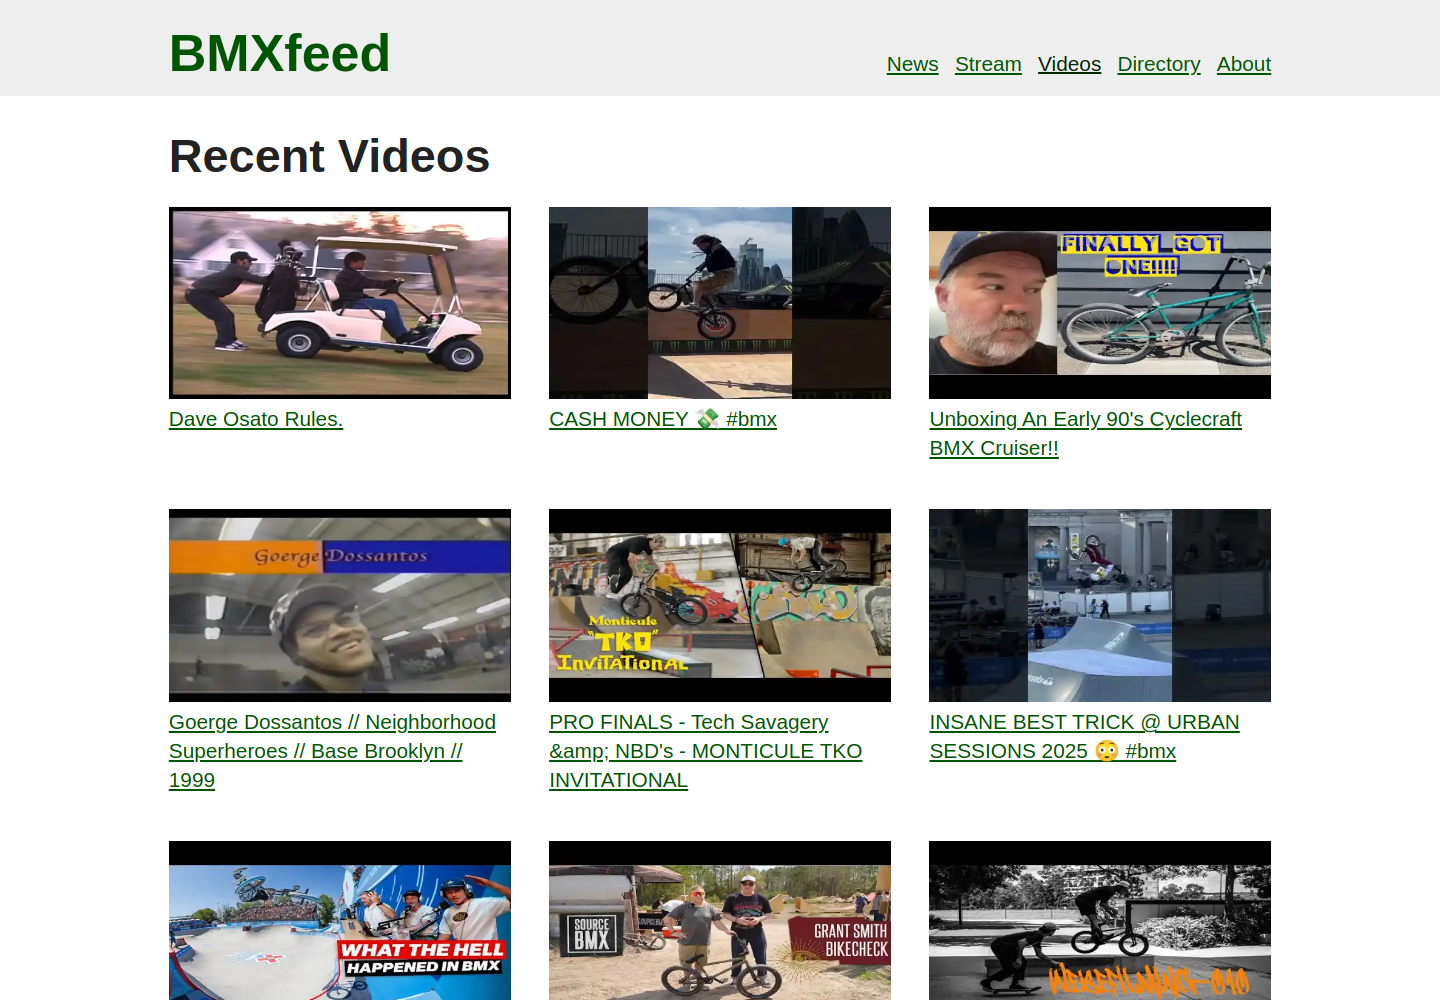 BMXfeed
News Stream Videos Directory About
Recent Videos
FINALLY GOT
ONE!!!!
Dave Osato Rules.
CASH MONEY 💸 #bmx
Unboxing An Early 90's Cyclecraft
BMX Cruiser!!
Goerge Dossantos
Monticule
"TKO"
INVITATIONAL
Goerge Dossantos // Neighborhood
Superheroes // Base Brooklyn //
1999
PRO FINALS - Tech Savagery
&amp; NBD's - MONTICULE TKO
INVITATIONAL
INSANE BEST TRICK @ URBAN
SESSIONS 2025 😳 #bmx
WHAT THE HELL
HAPPENED IN BMX
SOURCE
BMX
GRANT SMITH
BIKECHECK